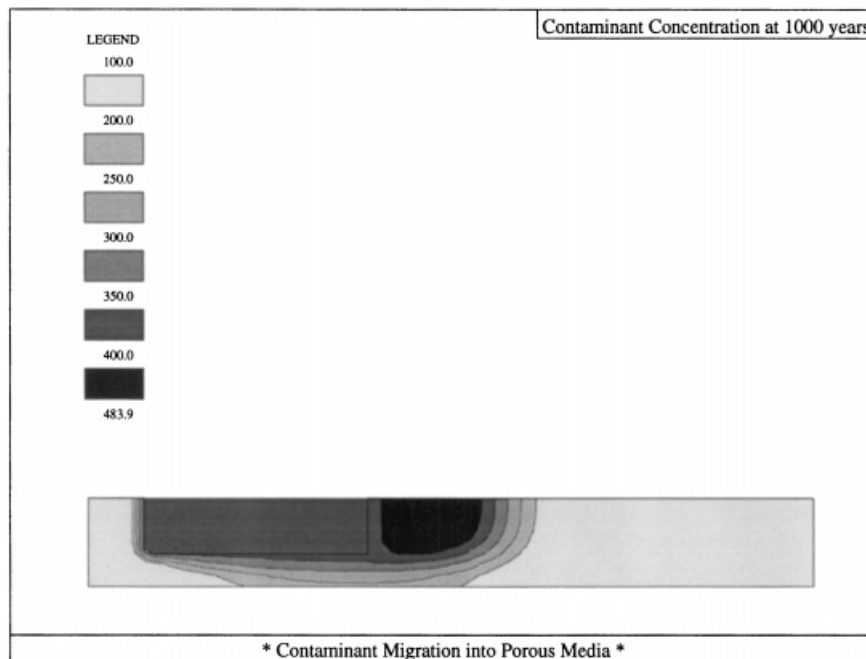 Contaminant Concentration at 1000 years
LEGEND
100.0
200.0
250.0
300.0
350.0
400.0
483.9
* Contaminant Migration into Porous Media *